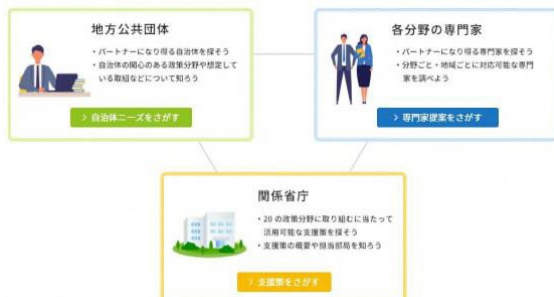 地方公共団体
・パートナーになり得る自治体を探そう
・自治体の関心のある政策分野や想定して
いる取組などについて知ろう
> 自治体ニーズをさがす
各分野の専門家
・パートナーになり得る専門家を探そう
・分野ごと・地域ごとに対応可能な専門
家を調べよう
> 専門家提案をさがす
関係省庁
・20 の政策分野に取り組むに当たって
活用可能な支援策を探そう
・支援策の概要や担当部局を知ろう
> 支援策をさがす